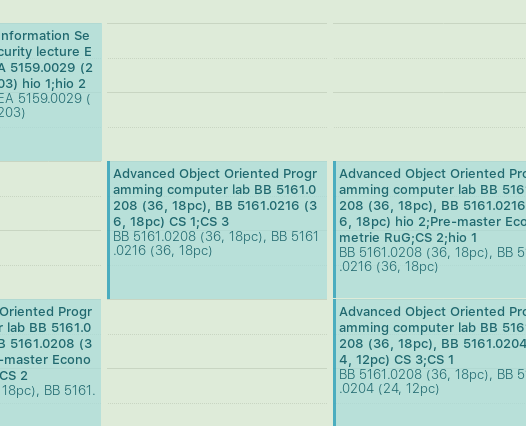 nformation Se
curity lecture E
A 5159.0029 (2
03) hio 1;hio 2
EA 5159.0029 (
203)
Advanced Object Oriented Progr
amming computer lab BB 5161.0
208 (36, 18pc), BB 5161.0216 (3
6, 18pc) CS 1;CS 3
BB 5161.0208 (36, 18pc), BB 5161
.0216 (36, 18pc)
Advanced Object Oriented Pro
amming computer lab BB 516
208 (36, 18pc), BB 5161.0216
6, 18pc) hio 2;Pre-master Eco
metrie RuG;CS 2;hio 1
BB 5161.0208 (36, 18pc), BB 5
.0216 (36, 18pc)
Oriented Progr
r lab BB 5161.0
B 5161.0208 (3
-master Econo
CS 2
18pc), BB 5161.
Advanced Object Oriented Pro
amming computer lab BB 516
208 (36, 18pc), BB 5161.0204
4, 12pc) CS 3;CS 1
BB 5161.0208 (36, 18pc), BB 5
.0204 (24, 12pc)